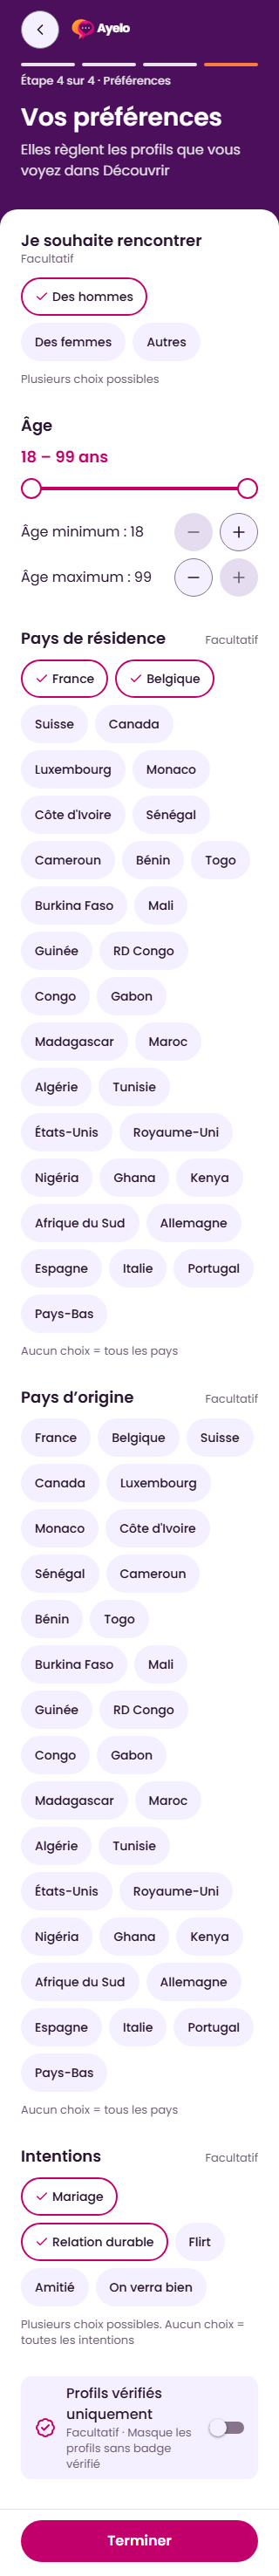 Ayelo
Étape 4 sur 4 · Préférences
Vos préférences
Elles règlent les profils que vous
voyez dans Découvrir
Je souhaite rencontrer
Facultatif
Des hommes
Des femmes Autres
Plusieurs choix possibles
Âge
18 – 99 ans
Âge minimum : 18
Âge maximum : 99
Pays de résidence Facultatif
France Belgique
Suisse Canada
Luxembourg Monaco
Côte d'Ivoire Sénégal
Cameroun Bénin Togo
Burkina Faso Mali
Guinée RD Congo
Congo Gabon
Madagascar Maroc
Algérie Tunisie
États-Unis Royaume-Uni
Nigéria Ghana Kenya
Afrique du Sud Allemagne
Espagne Italie Portugal
Pays-Bas
Aucun choix = tous les pays
Pays d’origine Facultatif
France Belgique Suisse
Canada Luxembourg
Monaco Côte d'Ivoire
Sénégal Cameroun
Bénin Togo
Burkina Faso Mali
Guinée RD Congo
Congo Gabon
Madagascar Maroc
Algérie Tunisie
États-Unis Royaume-Uni
Nigéria Ghana Kenya
Afrique du Sud Allemagne
Espagne Italie Portugal
Pays-Bas
Aucun choix = tous les pays
Intentions Facultatif
Mariage
Relation durable Flirt
Amitié On verra bien
Plusieurs choix possibles. Aucun choix =
toutes les intentions
Profils vérifiés
uniquement
Facultatif · Masque les
profils sans badge
vérifié
Terminer